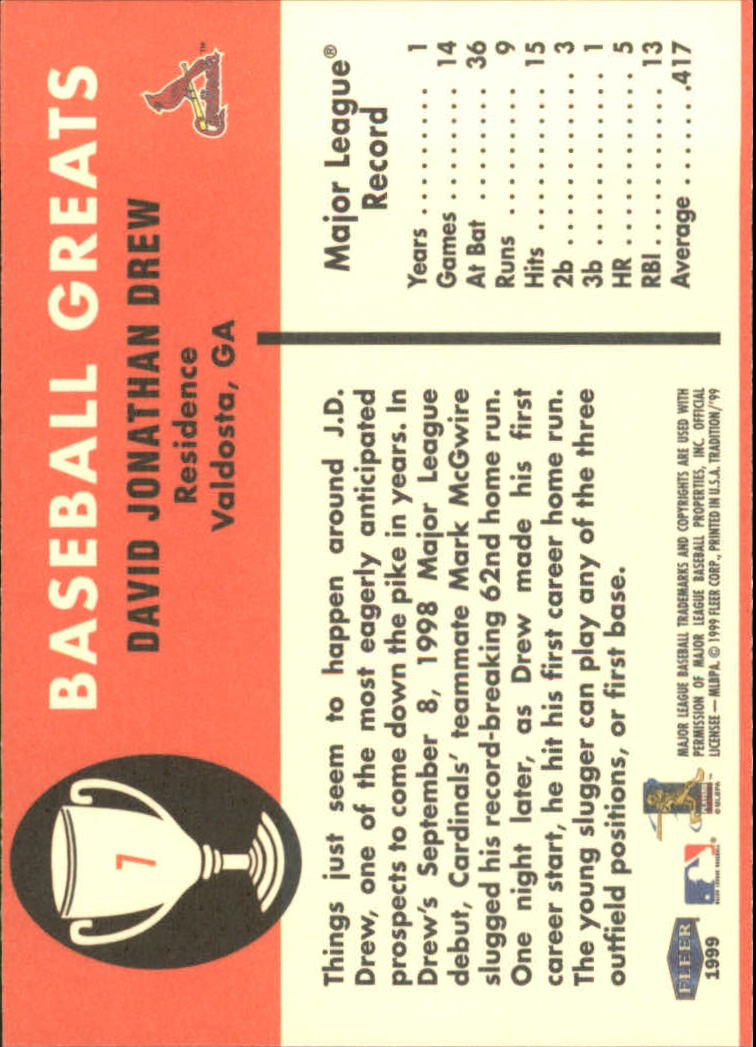 7
BASEBALL GREATS
DAVID JONATHAN DREW
Residence
Valdosta, GA
Cardinals™
Things just seem to happen around J.D.
Drew, one of the most eagerly anticipated
prospects to come down the pike in years. In
Drew's September 8, 1998 Major League
debut, Cardinals' teammate Mark McGwire
slugged his record-breaking 62nd home run.
One night later, as Drew made his first
career start, he hit his first career home run.
The young slugger can play any of the three
outfield positions, or first base.
Major League®
Record
Years . . . . . . . . . . 1
Games . . . . . . . . 14
At Bat . . . . . . . . 36
Runs . . . . . . . . . . 9
Hits . . . . . . . . . . 15
2b . . . . . . . . . . . . 3
3b . . . . . . . . . . . . 1
HR . . . . . . . . . . . . 5
RBI . . . . . . . . . . . 13
Average . . . . . . .417
FLEER
1999
MAJOR LEAGUE BASEBALL TRADEMARKS AND COPYRIGHTS ARE USED WITH
PERMISSION OF MAJOR LEAGUE BASEBALL PROPERTIES, INC. OFFICIAL
LICENSEE — MLBPA. © 1999 FLEER CORP., PRINTED IN U.S.A. TRADITION/'99
© MLBPA